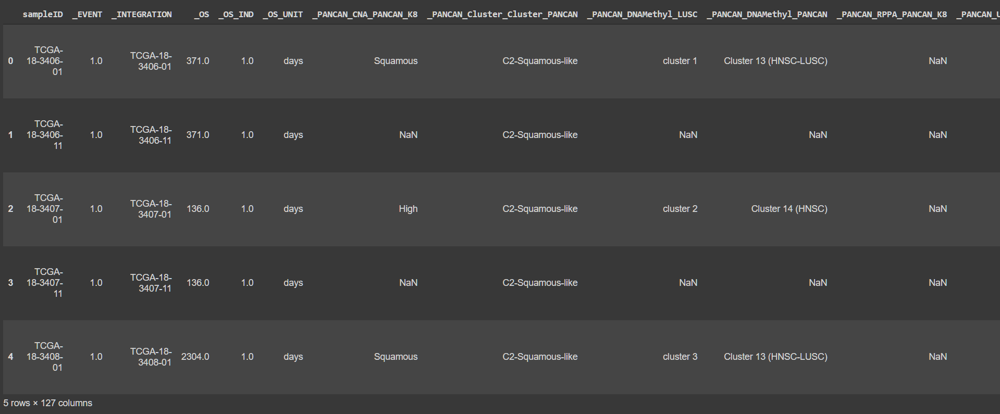 sampleID _EVENT _INTEGRATION _OS _OS_IND _OS_UNIT _PANCAN_CNA_PANCAN_K8 _PANCAN_Cluster_Cluster_PANCAN _PANCAN_DNAMethyl_LUSC _PANCAN_DNAMethyl_PANCAN _PANCAN_RPPA_PANCAN_K8 _PANCAN_U
0 TCGA-18-3406-01 1.0 TCGA-18-3406-01 371.0 1.0 days Squamous C2-Squamous-like cluster 1 Cluster 13 (HNSC-LUSC) NaN
1 TCGA-18-3406-11 1.0 TCGA-18-3406-11 371.0 1.0 days NaN C2-Squamous-like NaN NaN NaN
2 TCGA-18-3407-01 1.0 TCGA-18-3407-01 136.0 1.0 days High C2-Squamous-like cluster 2 Cluster 14 (HNSC) NaN
3 TCGA-18-3407-11 1.0 TCGA-18-3407-11 136.0 1.0 days NaN C2-Squamous-like NaN NaN NaN
4 TCGA-18-3408-01 1.0 TCGA-18-3408-01 2304.0 1.0 days Squamous C2-Squamous-like cluster 3 Cluster 13 (HNSC-LUSC) NaN
5 rows × 127 columns